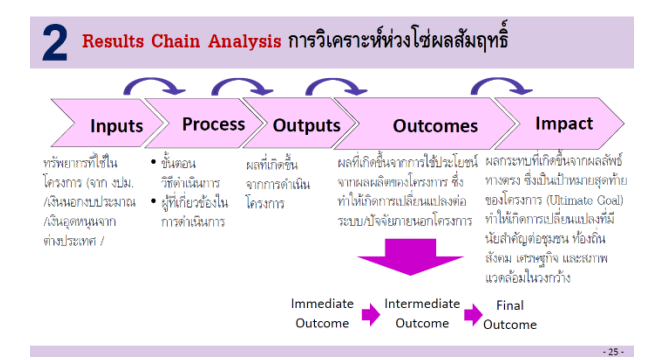 2 Results Chain Analysis การวิเคราะห์ห่วงโซ่ผลสัมฤทธิ์
Inputs
Process
Outputs
Outcomes
Impact
ทรัพยากรที่ใช้ใน
โครงการ (จาก งปม.
/เงินนอกงบประมาณ
/เงินอุดหนุนจาก
ต่างประเทศ /
• ขั้นตอน
วิธีดำเนินการ
• ผู้ที่เกี่ยวข้องใน
การดำเนินการ
ผลที่เกิดขึ้น
จากการดำเนิน
โครงการ
ผลที่เกิดขึ้นจากการใช้ประโยชน์
จากผลผลิตของโครงการ ซึ่ง
ทำให้เกิดการเปลี่ยนแปลงต่อ
ระบบ/ปัจจัยภายนอกโครงการ
ผลกระทบที่เกิดขึ้นจากผลลัพธ์
ทางตรง ซึ่งเป็นเป้าหมายสุดท้าย
ของโครงการ (Ultimate Goal)
ทำให้เกิดการเปลี่ยนแปลงที่มี
นัยสำคัญต่อชุมชน ท้องถิ่น
สังคม เศรษฐกิจ และสภาพ
แวดล้อมในวงกว้าง
Immediate
Outcome
Intermediate
Outcome
Final
Outcome
- 25 -